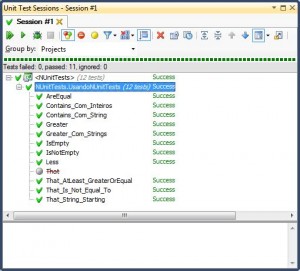 Unit Test Sessions - Session #1
Session #1
Group by: Projects
Tests failed: 0, passed: 11, ignored: 0
<NUnitTests> (12 tests) Success
NUnitTests.UsandoNUnitTests (12 tests) Success
AreEqual Success
Contains_Com_Inteiros Success
Contains_Com_String Success
Greater Success
Greater_Com_Strings Success
IsEmpty Success
IsNotEmpty Success
Less Success
That
That_AtLeast_GreaterOrEqual Success
That_Is_Not_Equal_To Success
That_String_Starting Success